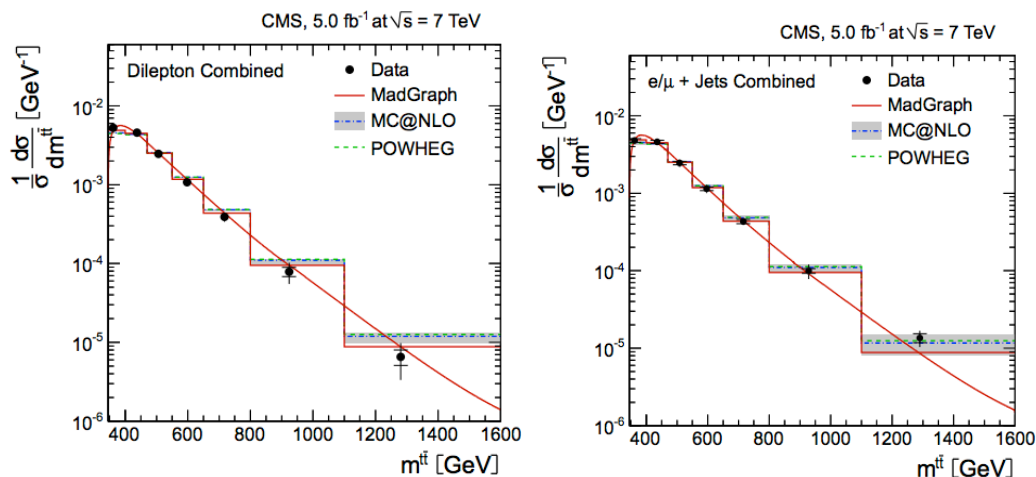 CMS, 5.0 fb⁻¹ at √s = 7 TeV
Dilepton Combined
Data
MadGraph
MC@NLO
POWHEG
1/σ dσ/dm^tt̄ [GeV⁻¹]
10⁻²
10⁻³
10⁻⁴
10⁻⁵
10⁻⁶
400 600 800 1000 1200 1400 1600
m^tt̄ [GeV]
CMS, 5.0 fb⁻¹ at √s = 7 TeV
e/μ + Jets Combined
Data
MadGraph
MC@NLO
POWHEG
1/σ dσ/dm^tt̄ [GeV⁻¹]
10⁻²
10⁻³
10⁻⁴
10⁻⁵
10⁻⁶
400 600 800 1000 1200 1400 1600
m^tt̄ [GeV]